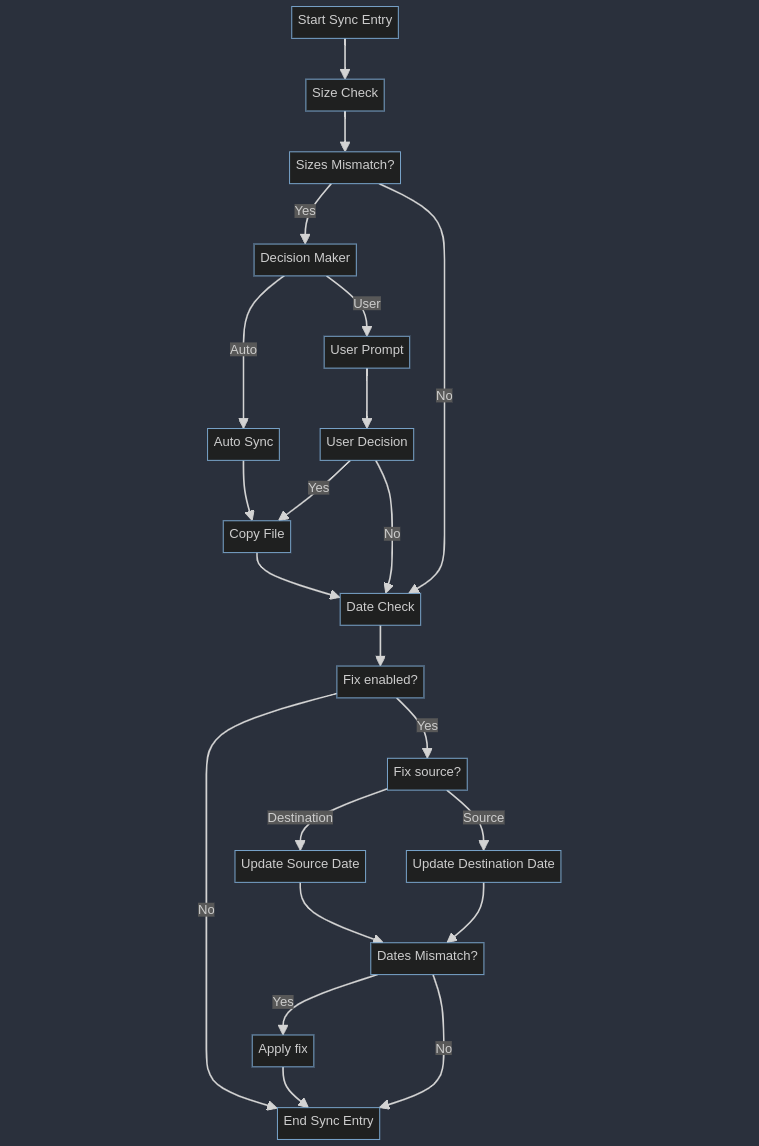 Start Sync Entry
Size Check
Sizes Mismatch?
Yes
Decision Maker
User
Auto
User Prompt
No
Auto Sync
User Decision
Yes
Copy File
No
Date Check
Fix enabled?
Yes
Fix source?
Destination
Source
Update Source Date
Update Destination Date
No
Dates Mismatch?
Yes
Apply fix
No
End Sync Entry